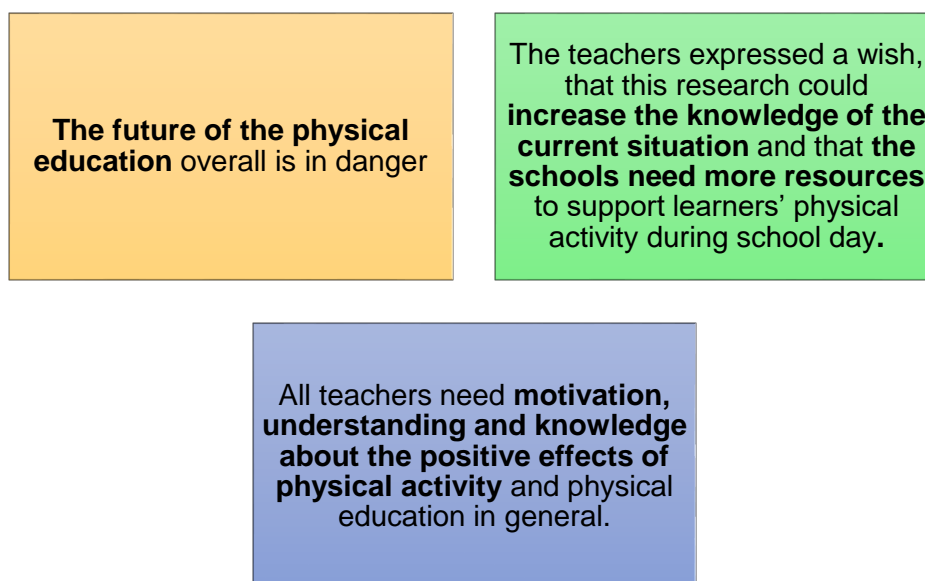 The future of the physical
education overall is in danger
The teachers expressed a wish,
that this research could
increase the knowledge of the
current situation and that the
schools need more resources
to support learners’ physical
activity during school day.
All teachers need motivation,
understanding and knowledge
about the positive effects of
physical activity and physical
education in general.